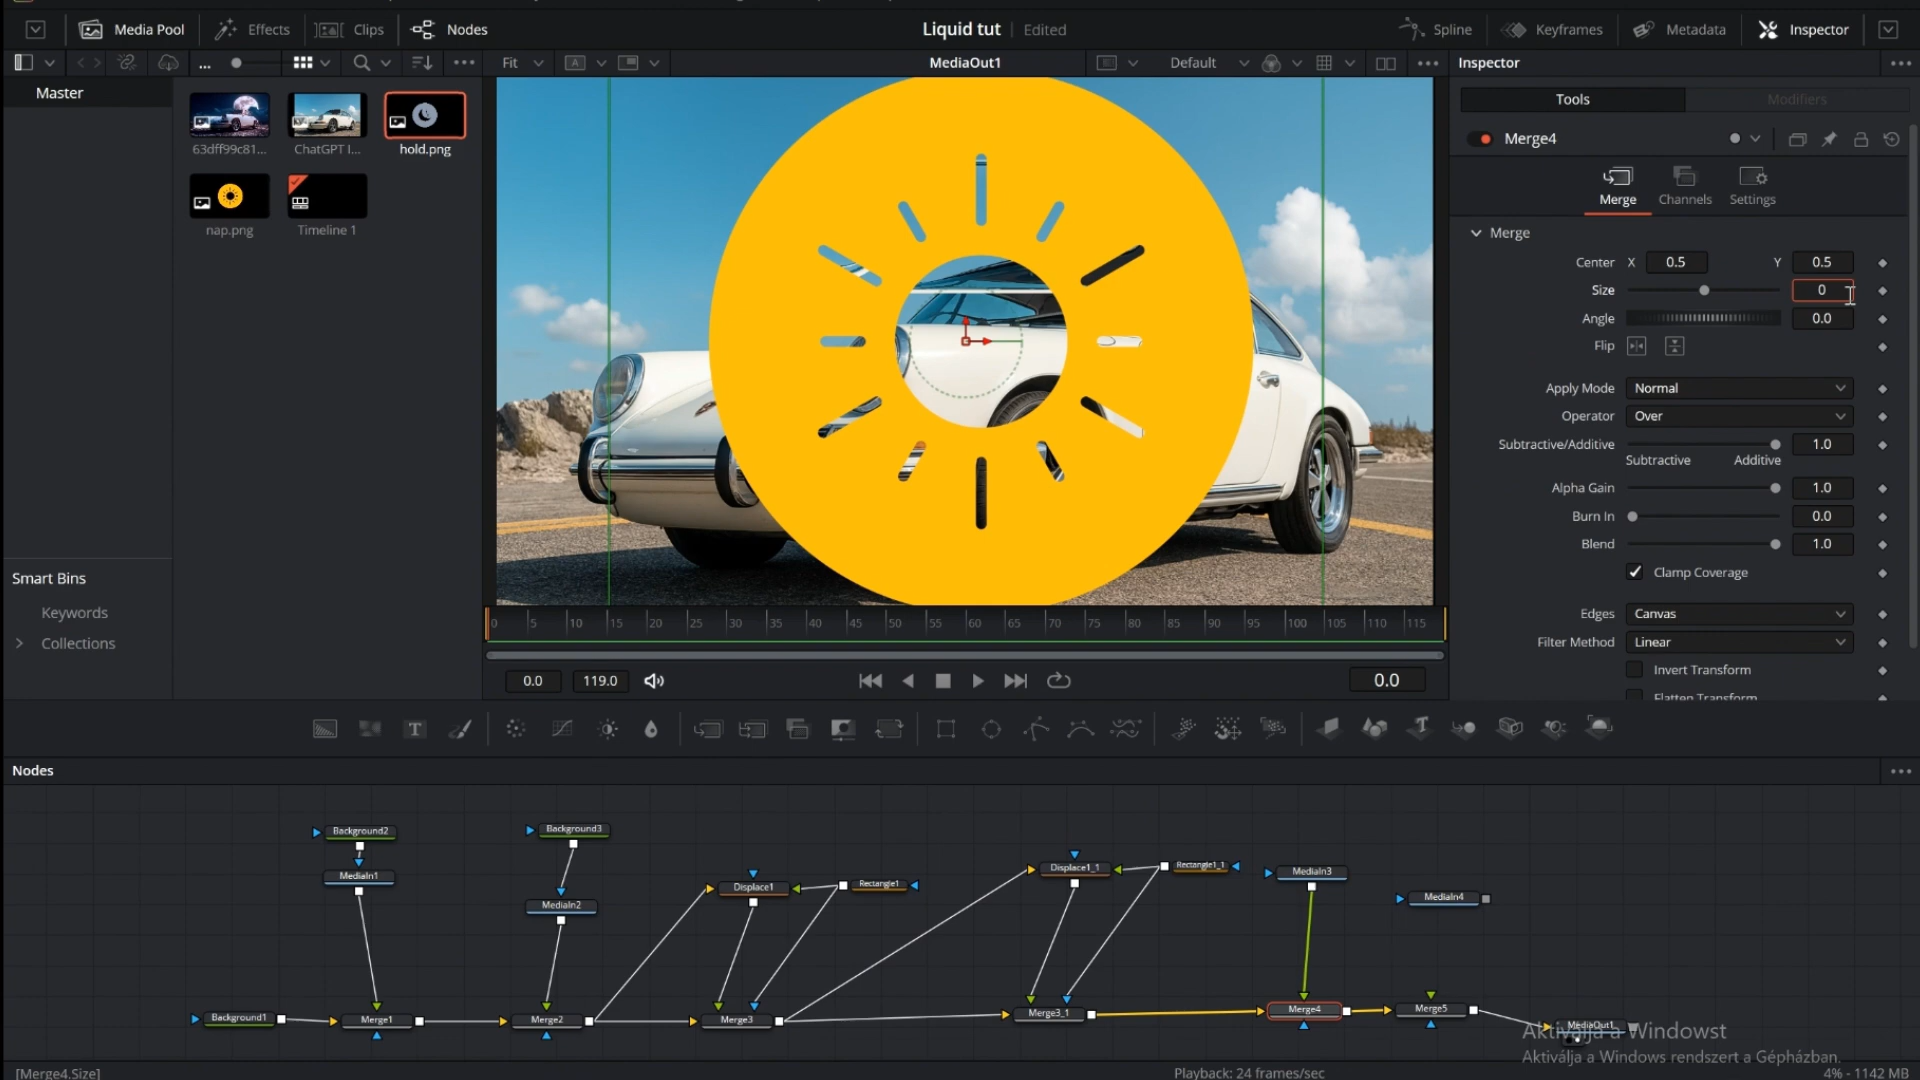 Media Pool
Effects
Clips
Nodes
Liquid tut
Edited
Spline
Keyframes
Metadata
Inspector
Fit
A
MediaOut1
Default
Inspector
Master
63dff99c81...
ChatGPT I...
hold.png
nap.png
Timeline 1
Smart Bins
Keywords
Collections
Tools
Modifiers
Merge4
Merge
Channels
Settings
Merge
Center X 0.5 Y 0.5
Size 0
Angle 0.0
Flip
Apply Mode Normal
Operator Over
Subtractive/Additive 1.0
Subtractive Additive
Alpha Gain 1.0
Burn In 0.0
Blend 1.0
Clamp Coverage
Edges Canvas
Filter Method Linear
Invert Transform
Flatten Transform
0 5 10 15 20 25 30 35 40 45 50 55 60 65 70 75 80 85 90 95 100 105 110 115
0.0
119.0
0.0
Nodes
Background2
Background3
MediaIn1
MediaIn2
Displace1
Rectangle1
Displace1_1
Rectangle1_1
MediaIn3
MediaIn4
Background1
Merge1
Merge2
Merge3
Merge3_1
Merge4
Merge5
MediaOut1
Aktiválja a Windowst
Aktiválja a Windows rendszert a Gépházban.
[Merge4.Size]
Playback: 24 frames/sec
4% - 1142 MB